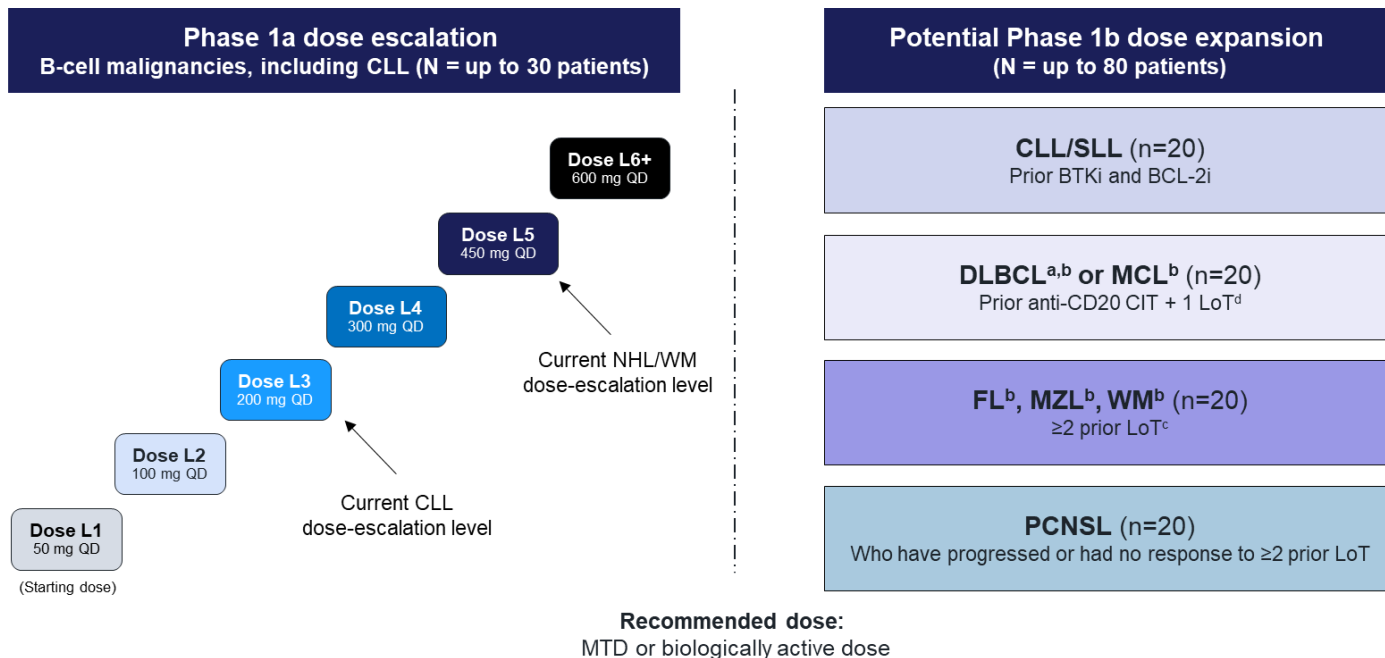 Phase 1a dose escalation
B-cell malignancies, including CLL (N = up to 30 patients)
Dose L6+
600 mg QD
Dose L5
450 mg QD
Dose L4
300 mg QD
Current NHL/WM
dose-escalation level
Dose L3
200 mg QD
Dose L2
100 mg QD
Current CLL
dose-escalation level
Dose L1
50 mg QD
(Starting dose)
Potential Phase 1b dose expansion
(N = up to 80 patients)
CLL/SLL (n=20)
Prior BTKi and BCL-2i
DLBCLᵃ,ᵇ or MCLᵇ (n=20)
Prior anti-CD20 CIT + 1 LoTᵈ
FLᵇ, MZLᵇ, WMᵇ (n=20)
≥2 prior LoTᶜ
PCNSL (n=20)
Who have progressed or had no response to ≥2 prior LoT
Recommended dose:
MTD or biologically active dose